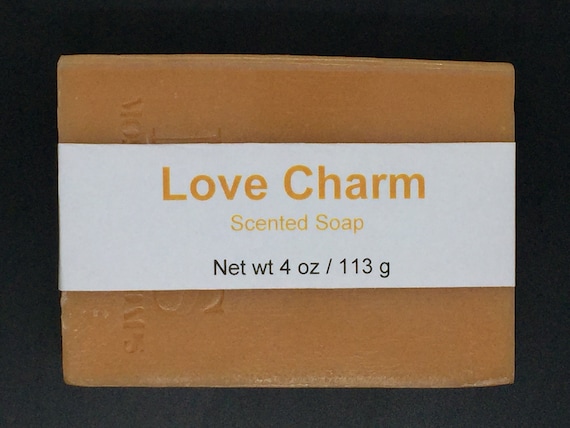 Love Charm
Scented Soap
Net wt 4 oz / 113 g